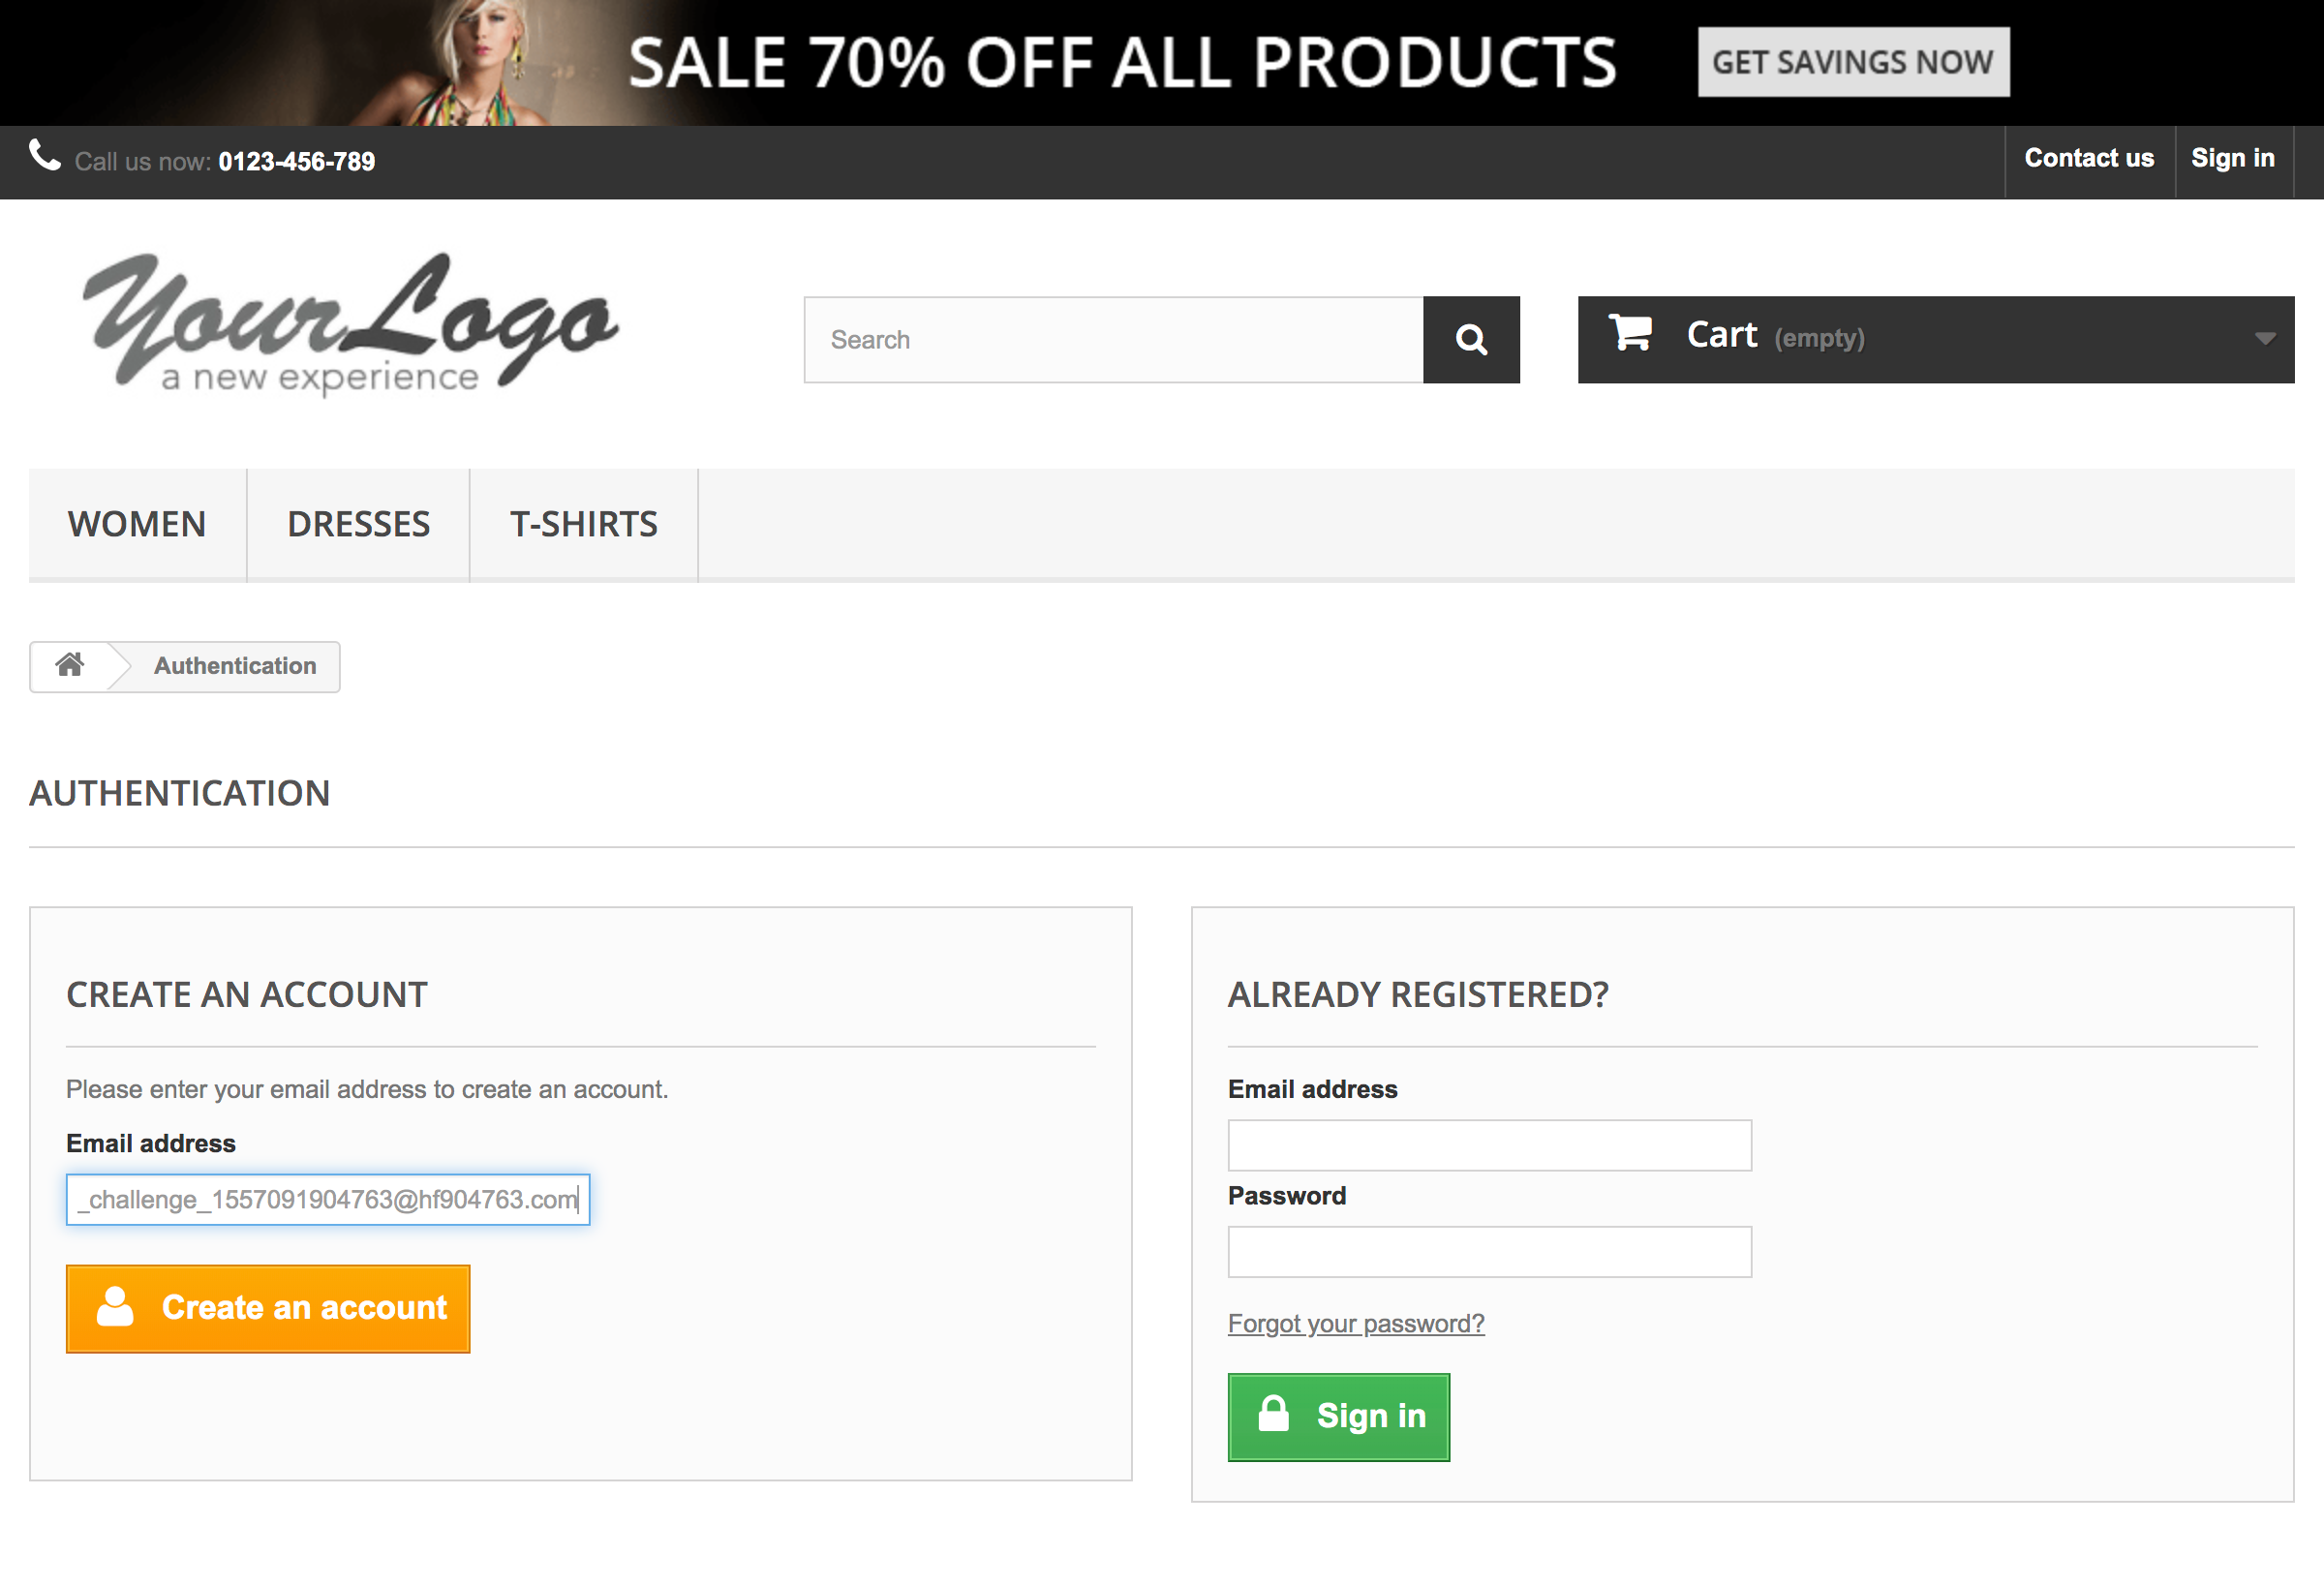 SALE 70% OFF ALL PRODUCTS GET SAVINGS NOW
Call us now: 0123-456-789 Contact us Sign in
Your Logo
a new experience
Search
Cart (empty)
WOMEN DRESSES T-SHIRTS
Authentication
AUTHENTICATION
CREATE AN ACCOUNT
Please enter your email address to create an account.
Email address
_challenge_1557091904763@hf904763.com
Create an account
ALREADY REGISTERED?
Email address
Password
Forgot your password?
Sign in